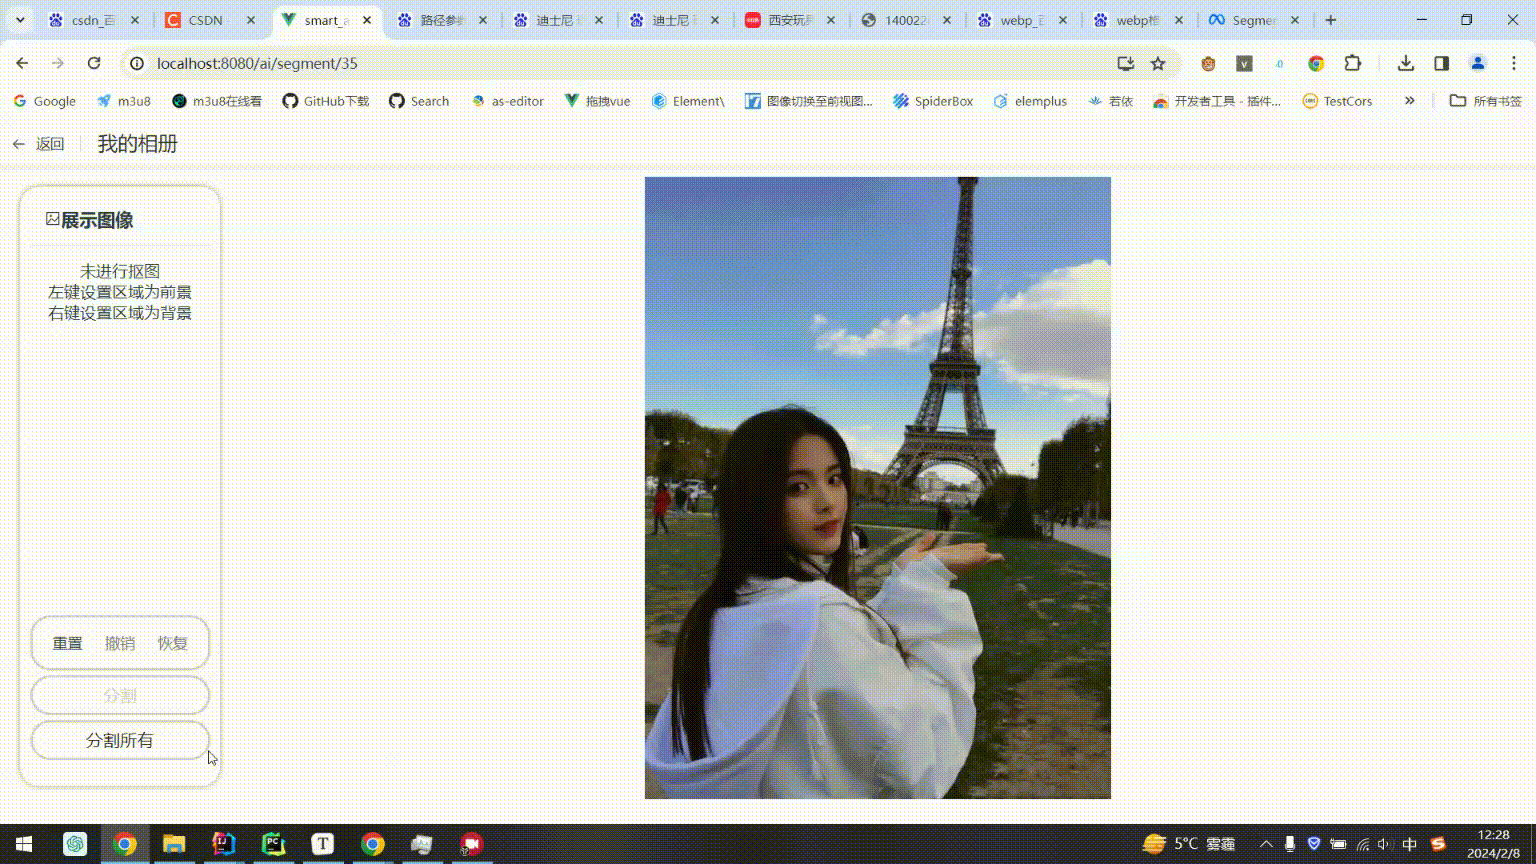 csdn_百
CSDN
smart_a
路径参数
迪士尼
迪士尼
西安玩具
140022
webp_百
webp格
Segmen
localhost:8080/ai/segment/35
Google
m3u8
m3u8在线看
GitHub下载
Search
as-editor
拖拽vue
Element\
图像切换至前视图...
SpiderBox
elemplus
若依
开发者工具 - 插件...
TestCors
»
所有书签
返回
我的相册
展示图像
未进行抠图
左键设置区域为前景
右键设置区域为背景
重置 撤销 恢复
分割
分割所有
5°C 雾霾
中
12:28
2024/2/8